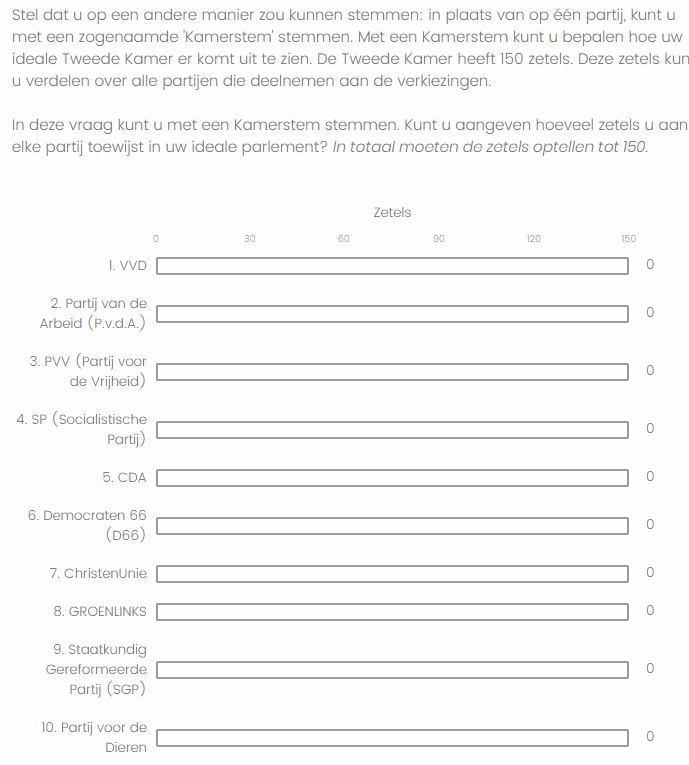 Stel dat u op een andere manier zou kunnen stemmen: in plaats van op één partij, kunt u
met een zogenaamde 'Kamerstem' stemmen. Met een Kamerstem kunt u bepalen hoe uw
ideale Tweede Kamer er komt uit te zien. De Tweede Kamer heeft 150 zetels. Deze zetels kun
u verdelen over alle partijen die deelnemen aan de verkiezingen.
In deze vraag kunt u met een Kamerstem stemmen. Kunt u aangeven hoeveel zetels u aan
elke partij toewijst in uw ideale parlement? In totaal moeten de zetels optellen tot 150.
Zetels
0 30 60 90 120 150
1. VVD 0
2. Partij van de
Arbeid (P.v.d.A.) 0
3. PVV (Partij voor
de Vrijheid) 0
4. SP (Socialistische
Partij) 0
5. CDA 0
6. Democraten 66
(D66) 0
7. ChristenUnie 0
8. GROENLINKS 0
9. Staatkundig
Gereformeerde 0
Partij (SGP)
10. Partij voor de
Dieren 0